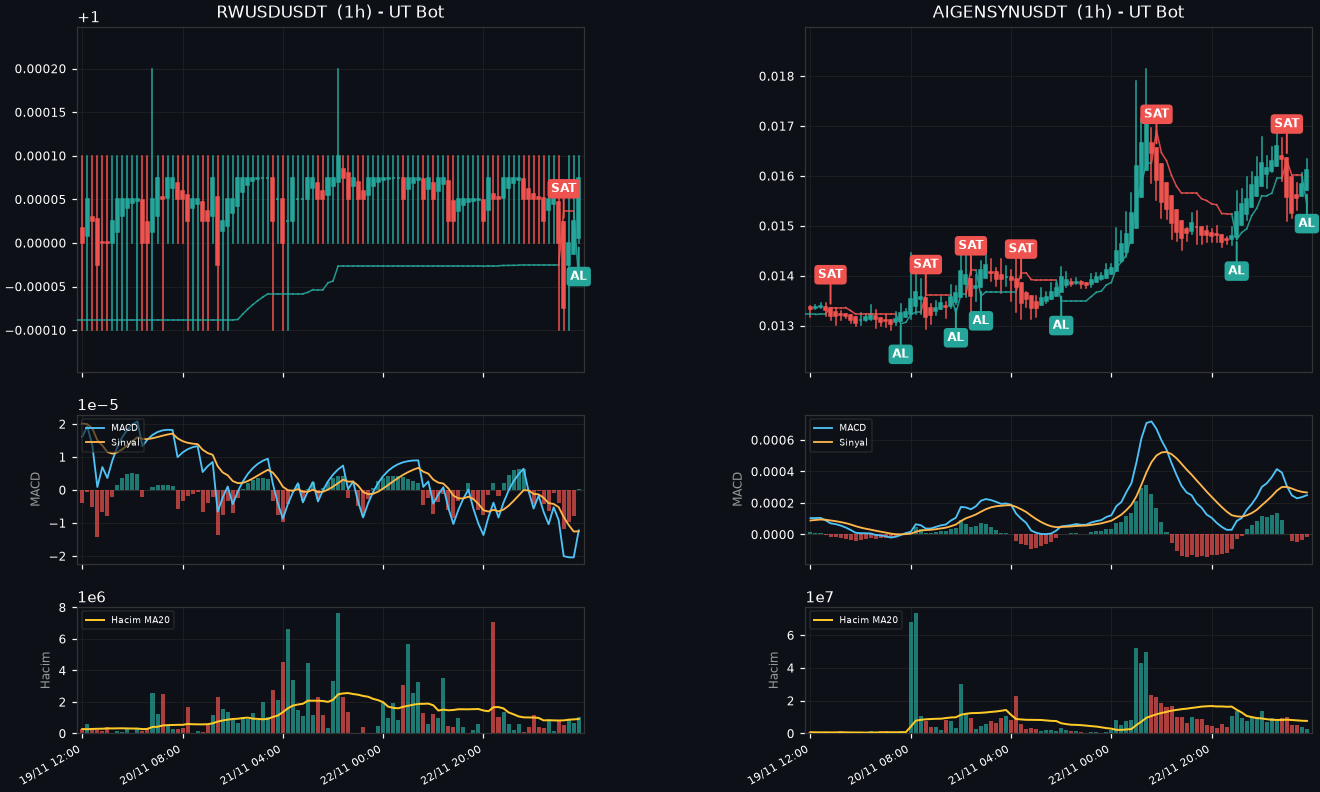 RWUSDUSDT (1h) - UT Bot
+1
0.00020
0.00015
0.00010
0.00005
0.00000
−0.00005
−0.00010
SAT
AL
1e−5
MACD
2
1
0
−1
−2
MACD
Sinyal
1e6
Hacim
8
6
4
2
0
Hacim MA20
19/11 12:00
20/11 08:00
21/11 04:00
22/11 00:00
22/11 20:00
AIGENSYNUSDT (1h) - UT Bot
0.018
0.017
0.016
0.015
0.014
0.013
SAT
AL
SAT
AL
SAT
AL
SAT
AL
SAT
AL
SAT
AL
MACD
0.0006
0.0004
0.0002
0.0000
MACD
Sinyal
1e7
Hacim
6
4
2
0
Hacim MA20
19/11 12:00
20/11 08:00
21/11 04:00
22/11 00:00
22/11 20:00